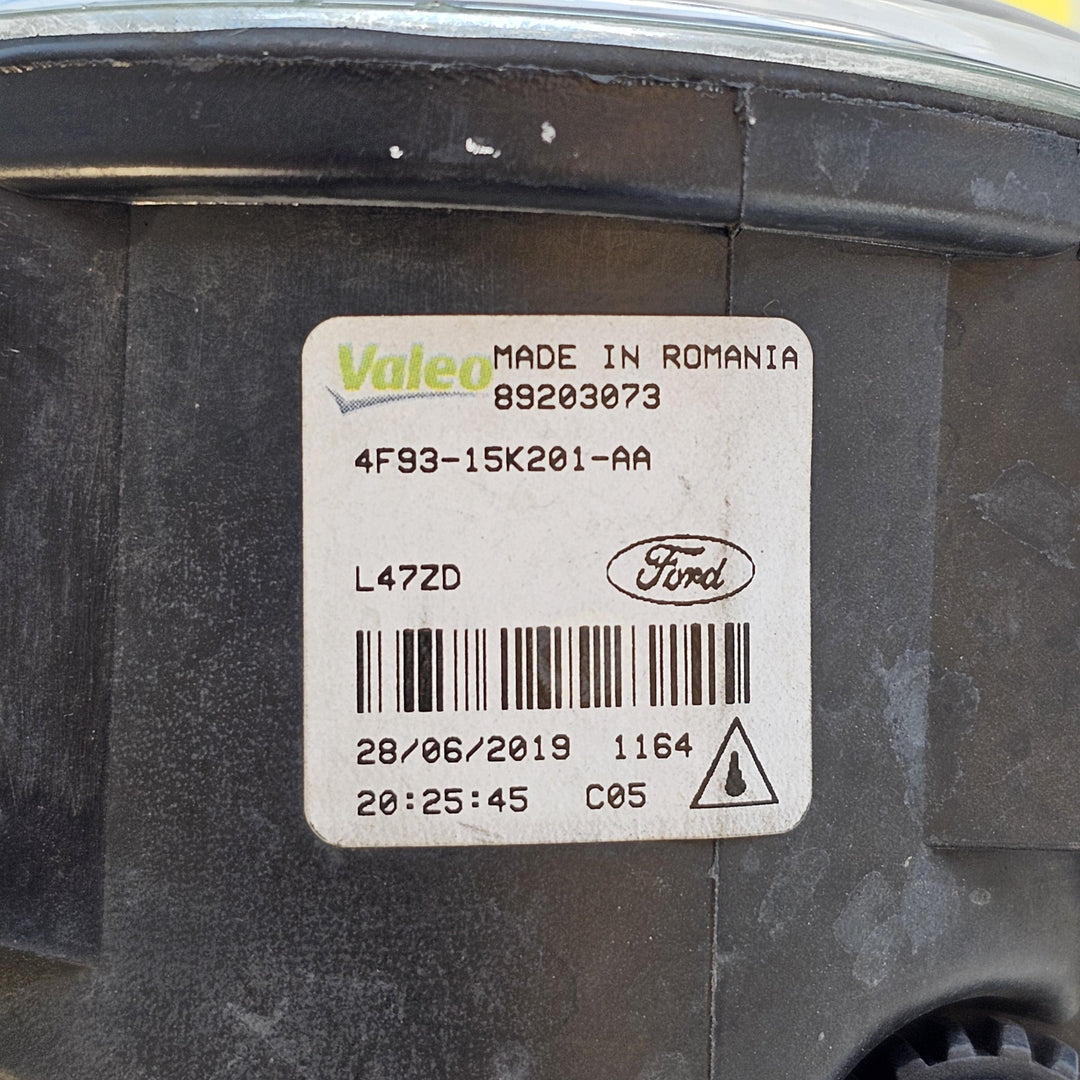 Valeo MADE IN ROMANIA
89203073
4F93-15K201-AA
L47ZD Ford
28/06/2019 1164
20:25:45 C05